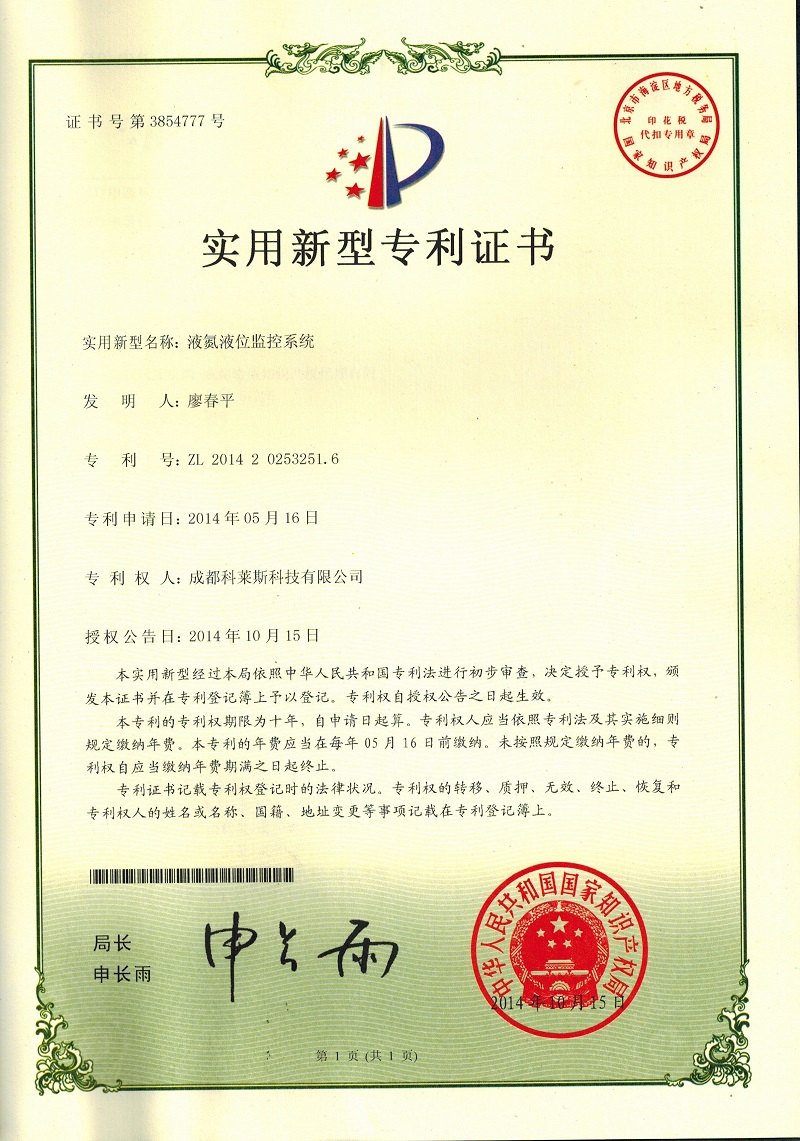 证书号第3854777号
北京市海淀区地方税务局
印花税
代扣专用章
国家知识产权局
实用新型专利证书
实用新型名称：液氮液位监控系统
发明人：廖春平
专利号：ZL 2014 2 0253251.6
专利申请日：2014年05月16日
专利权人：成都科莱斯科技有限公司
授权公告日：2014年10月15日
本实用新型经过本局依照中华人民共和国专利法进行初步审查，决定授予专利权，颁
发本证书并在专利登记簿上予以登记。专利权自授权公告之日起生效。
本专利的专利权期限为十年，自申请日起算。专利权人应当依照专利法及其实施细则
规定缴纳年费。本专利的年费应当在每年05月16日前缴纳。未按照规定缴纳年费的，专
利权自应当缴纳年费期满之日起终止。
专利证书记载专利权登记时的法律状况。专利权的转移、质押、无效、终止、恢复和
专利权人的姓名或名称、国籍、地址变更等事项记载在专利登记簿上。
局长
申长雨
申长雨
中华人民共和国国家知识产权局
2014年10月15日
第1页(共1页)